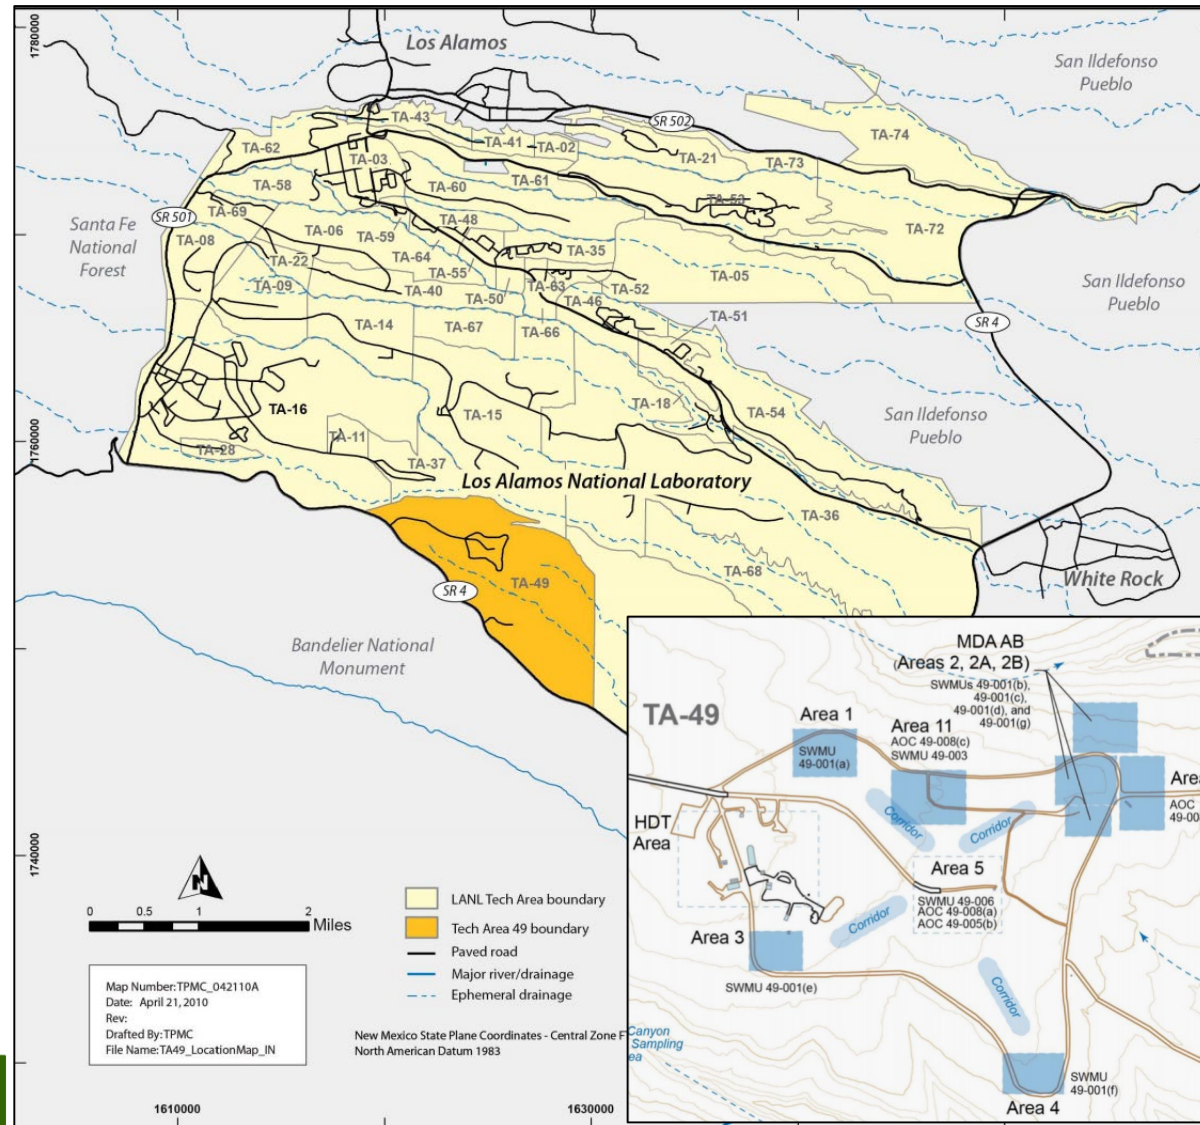 1780000
Los Alamos
San Ildefonso
Pueblo
SR 502
TA-43
TA-74
TA-62
TA-41
TA-02
TA-03
TA-21
TA-73
TA-58
TA-60
TA-61
TA-53
TA-69
SR 501
Santa Fe
National
Forest
TA-08
TA-06
TA-59
TA-48
TA-72
TA-22
TA-64
TA-35
TA-55
TA-05
TA-09
TA-40
TA-50
TA-63
TA-52
TA-46
San Ildefonso
Pueblo
TA-14
TA-67
TA-66
TA-51
SR 4
TA-16
TA-15
TA-18
TA-54
San Ildefonso
Pueblo
1760000
TA-11
TA-28
TA-37
Los Alamos National Laboratory
TA-36
TA-68
TA-49
White Rock
SR 4
Bandelier National
Monument
MDA AB
(Areas 2, 2A, 2B)
SWMUs 49-001(b),
49-001(c),
49-001(d), and
49-001(g)
TA-49
Area 1
SWMU
49-001(a)
Area 11
AOC 49-008(c)
SWMU 49-003
Are
AOC
49-00
HDT
Area
Corridor
Corridor
Area 5
SWMU 49-006
AOC 49-008(a)
AOC 49-005(b)
Corridor
Area 3
SWMU 49-001(e)
Corridor
Canyon
Sampling
ea
SWMU
49-001(f)
Area 4
1740000
N
0 0.5 1 2
Miles
LANL Tech Area boundary
Tech Area 49 boundary
Paved road
Major river/drainage
Ephemeral drainage
Map Number:TPMC_042110A
Date: April 21, 2010
Rev:
Drafted By:TPMC
File Name:TA49_LocationMap_IN
New Mexico State Plane Coordinates - Central Zone F
North American Datum 1983
1610000
1630000